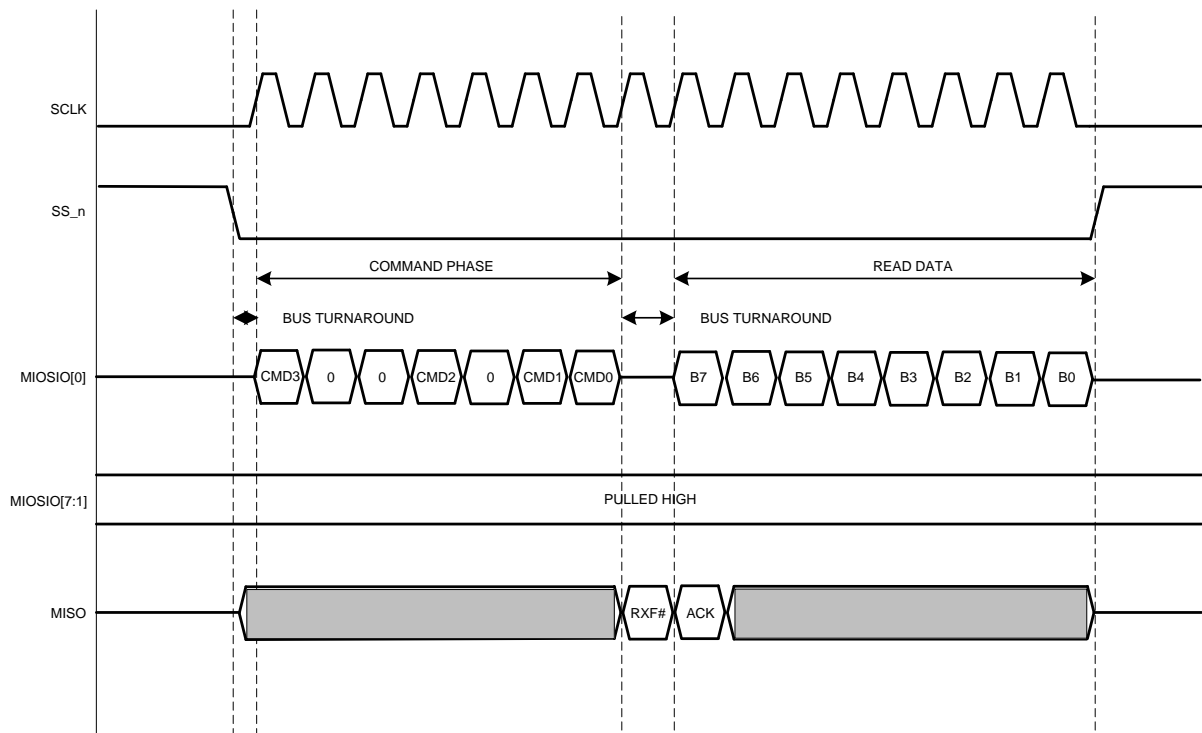 SCLK
SS_n
COMMAND PHASE READ DATA
BUS TURNAROUND BUS TURNAROUND
MIOSIO[0] CMD3 0 0 CMD2 0 CMD1 CMD0 B7 B6 B5 B4 B3 B2 B1 B0
MIOSIO[7:1] PULLED HIGH
MISO RXF# ACK